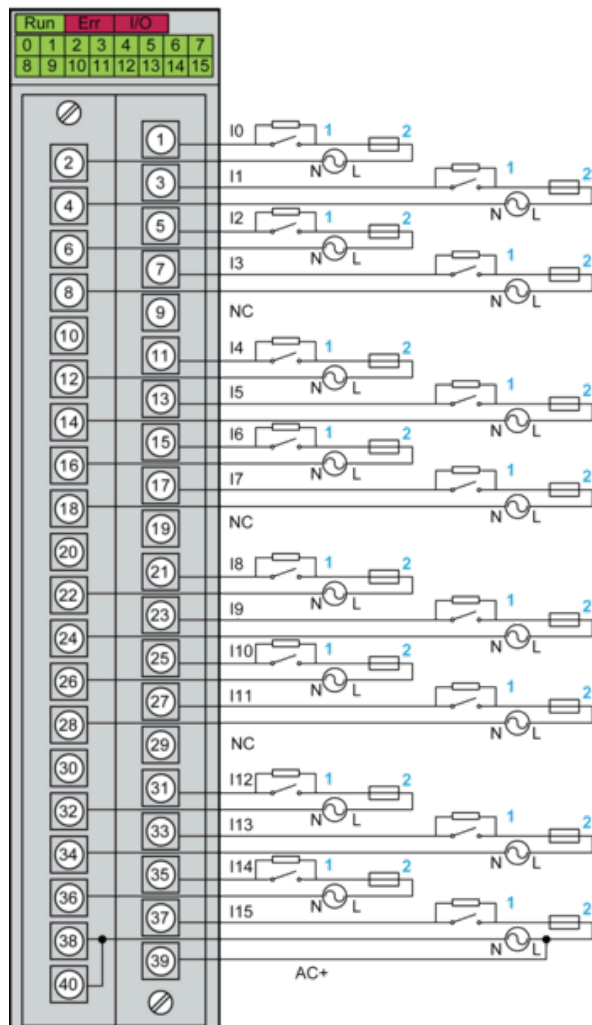 Run Err I/O
0 1 2 3 4 5 6 7
8 9 10 11 12 13 14 15
1 I0 1 2
2 N L
3 I1 1 2
4 N L
5 I2 1 2
6 N L
7 I3 1 2
8 N L
9 NC
10
11 I4 1 2
12 N L
13 I5 1 2
14 N L
15 I6 1 2
16 N L
17 I7 1 2
18 N L
19 NC
20
21 I8 1 2
22 N L
23 I9 1 2
24 N L
25 I10 1 2
26 N L
27 I11 1 2
28 N L
29 NC
30
31 I12 1 2
32 N L
33 I13 1 2
34 N L
35 I14 1 2
36 N L
37 I15 1 2
38 N L
39 AC+
40